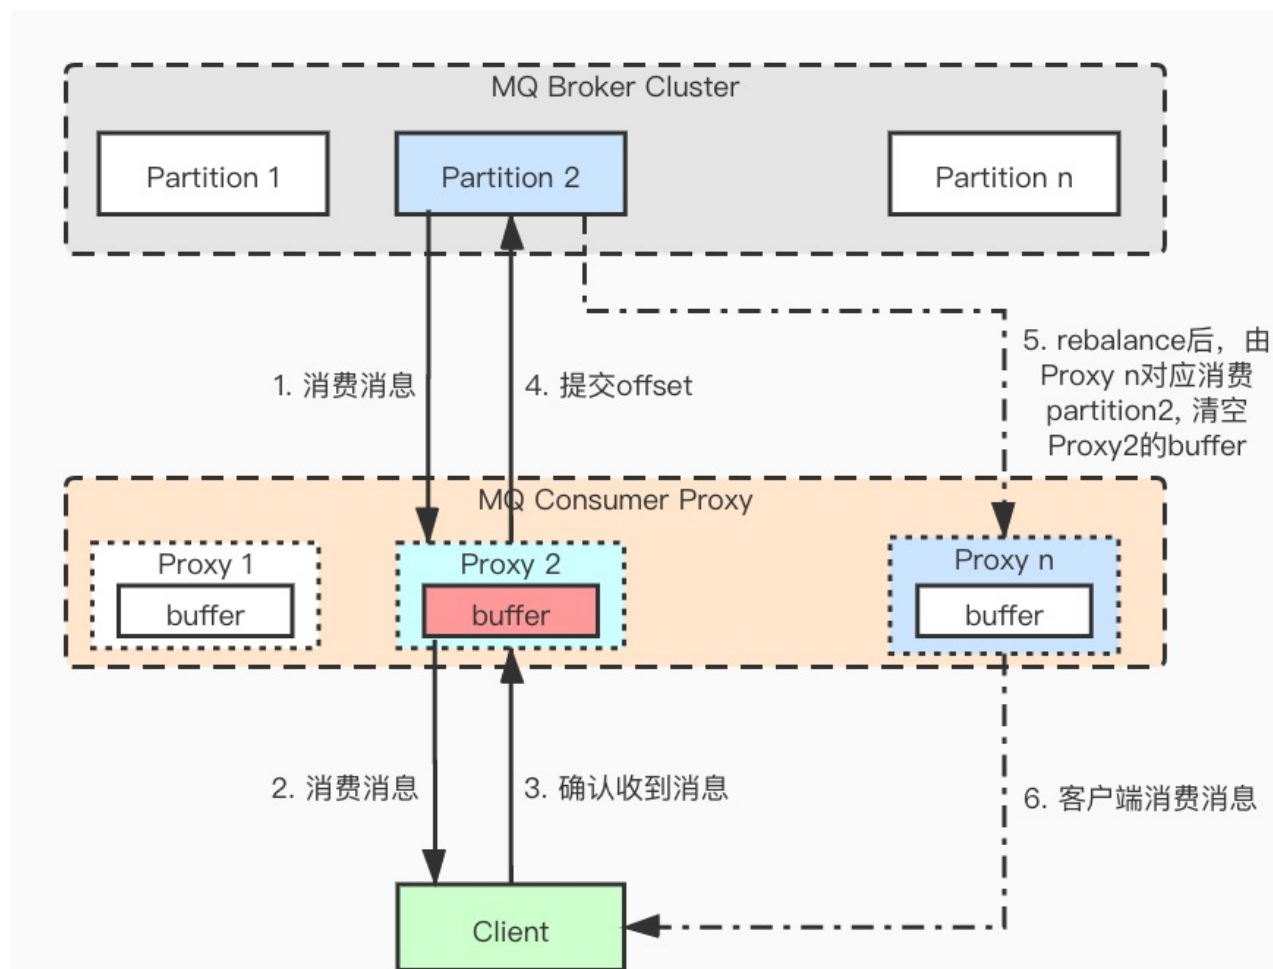 MQ Broker Cluster
Partition 1
Partition 2
Partition n
1. 消费消息
4. 提交offset
5. rebalance后，由
Proxy n对应消费
partition2, 清空
Proxy2的buffer
MQ Consumer Proxy
Proxy 1
buffer
Proxy 2
buffer
Proxy n
buffer
2. 消费消息
3. 确认收到消息
6. 客户端消费消息
Client